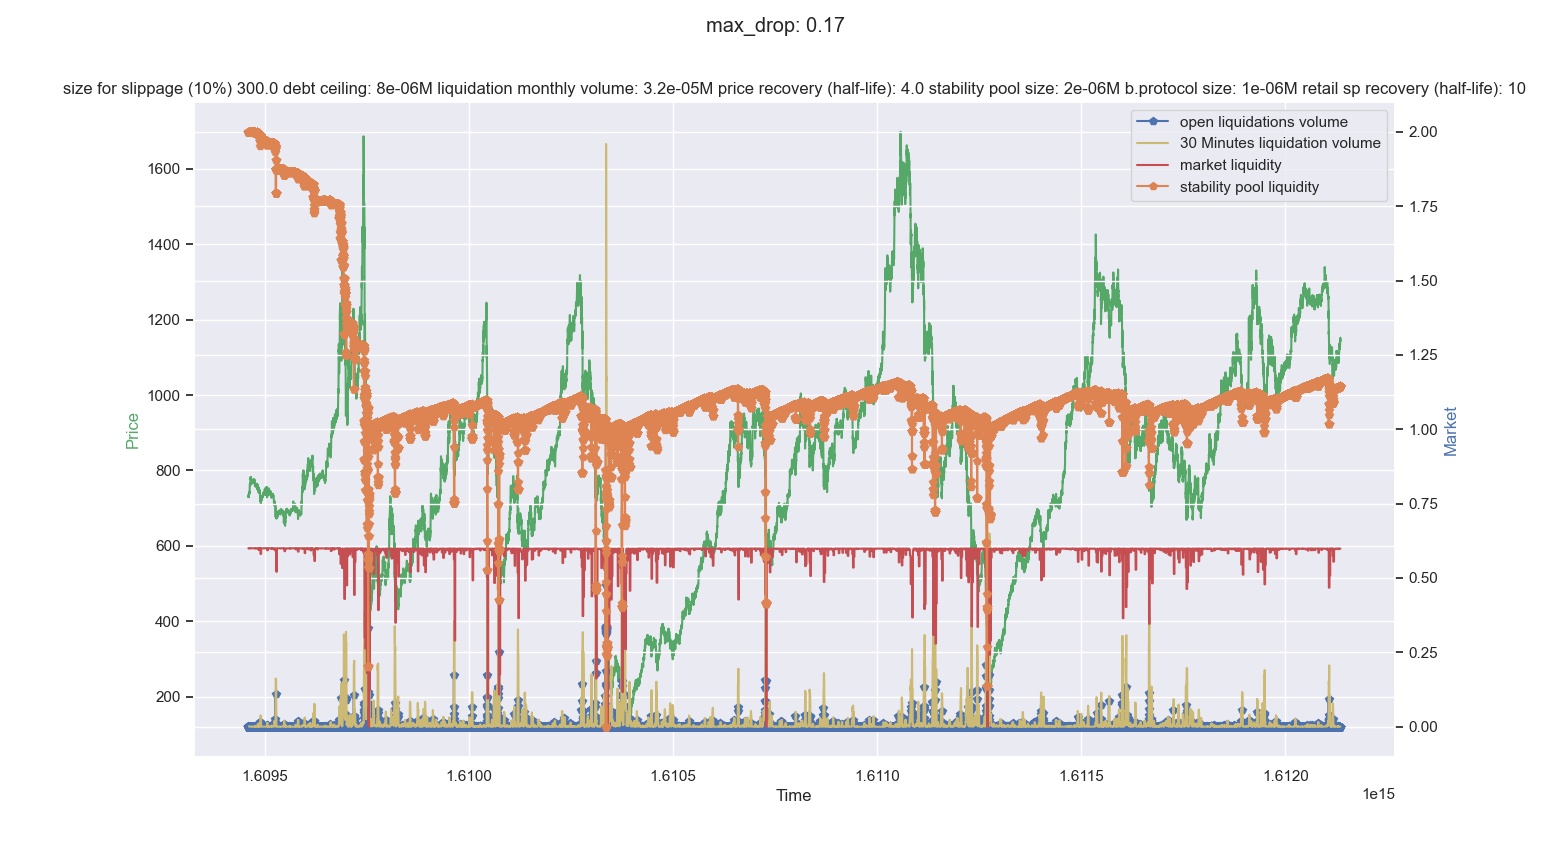 max_drop: 0.17
size for slippage (10%) 300.0 debt ceiling: 8e-06M liquidation monthly volume: 3.2e-05M price recovery (half-life): 4.0 stability pool size: 2e-06M b.protocol size: 1e-06M retail sp recovery (half-life): 10
open liquidations volume
30 Minutes liquidation volume
market liquidity
stability pool liquidity
1600
1400
1200
1000
800
600
400
200
Price
2.00
1.75
1.50
1.25
1.00
0.75
0.50
0.25
0.00
Market
1.6095
1.6100
1.6105
1.6110
1.6115
1.6120
1e15
Time